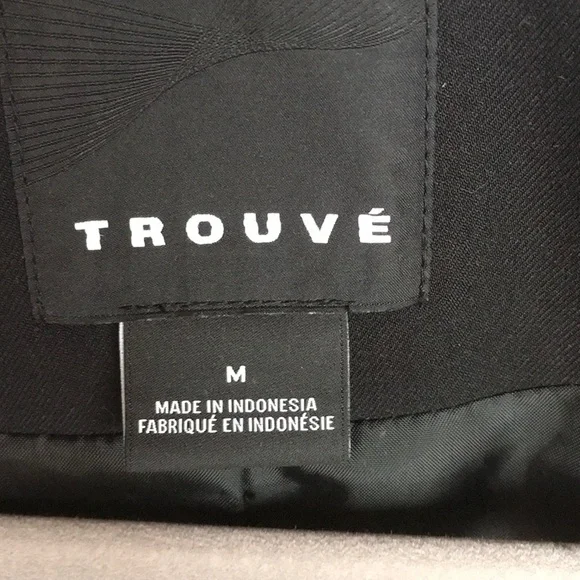 TROUVÉ
M
MADE IN INDONESIA
FABRIQUÉ EN INDONÉSIE